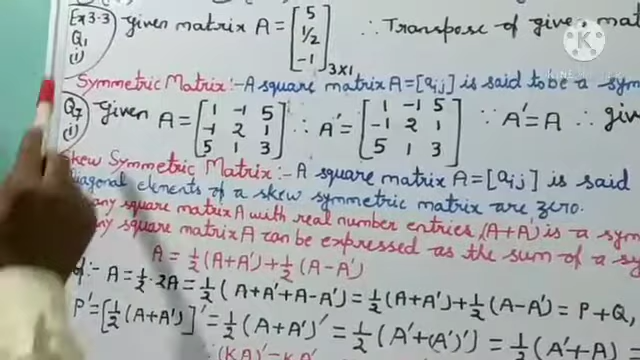 Ex 3.3 Q1 (i) given matrix A = [5 1/2 -1]3×1 ∴ Transpose of given mat
KINEMASTER
Symmetric Matrix:- A square matrix A=[aij] is said to be a sym
Q7 (i) Given A = [1 -1 5 -1 2 1 5 1 3] ∴ A' = [1 -1 5 -1 2 1 5 1 3] ∵ A' = A ∴ give
Skew Symmetric Matrix:- A square matrix A=[aij] is said
diagonal elements of a skew symmetric matrix are zero.
any square matrix A with real number entries, (A+A') is a sym
any square matrix A can be expressed as the sum of a sy
A = 1/2 (A+A') + 1/2 (A-A')
:- A = 1/2 . 2A = 1/2 (A+A'+A-A') = 1/2 (A+A') + 1/2 (A-A') = P+Q,
P' = [1/2 (A+A')]' = 1/2 (A+A')' = 1/2 (A'+(A')') = 1/2 (A'+A) =
∵ (KA)' = KA'